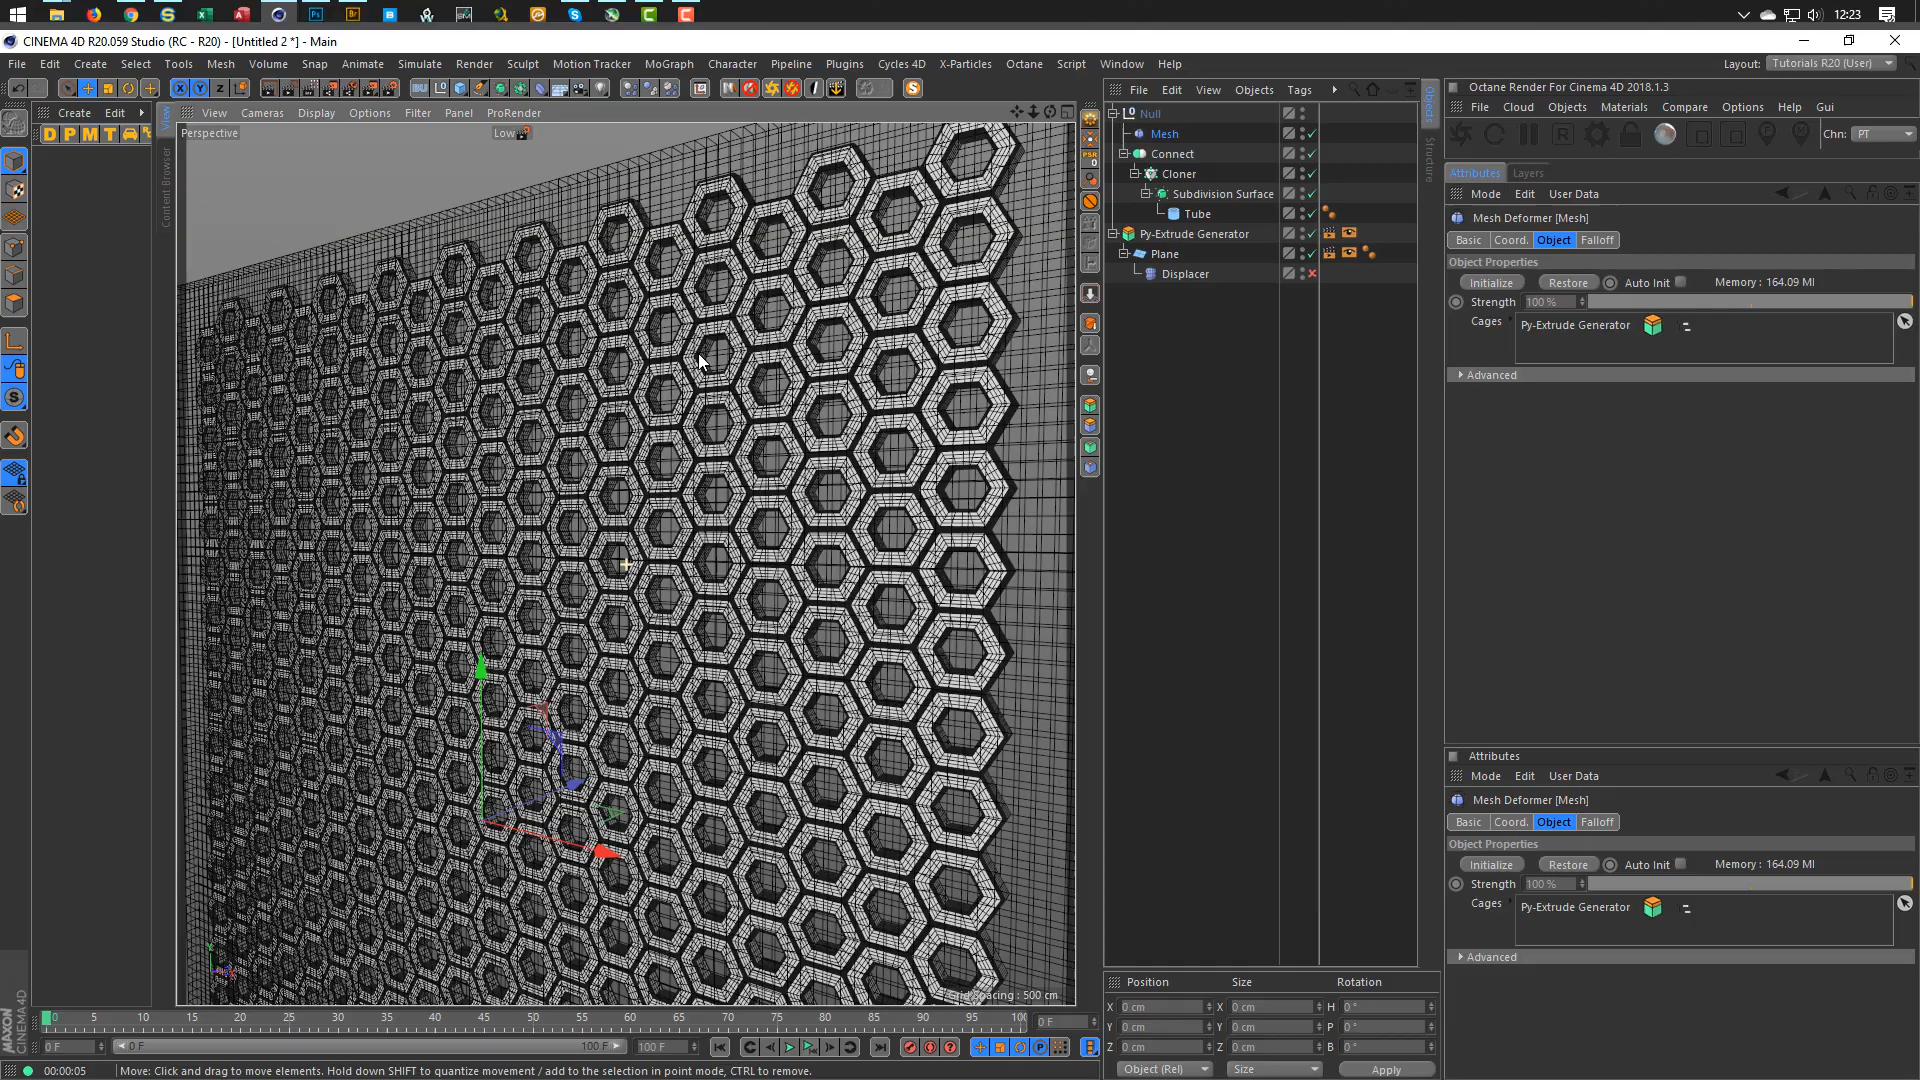 12:23
CINEMA 4D R20.059 Studio (RC - R20) - [Untitled 2 *] - Main
File Edit Create Select Tools Mesh Volume Snap Animate Simulate Render Sculpt Motion Tracker MoGraph Character Pipeline Plugins Cycles 4D X-Particles Octane Script Window Help
Layout: Tutorials R20 (User)
Create Edit
D P M T
View Cameras Display Options Filter Panel ProRender
Perspective
Low
Content Browser
Grid Spacing : 500 cm
PSR
0
File Edit View Objects Tags
Null
Mesh
Connect
Cloner
Subdivision Surface
Tube
Py-Extrude Generator
Plane
Displacer
Objects
Structure
Octane Render For Cinema 4D 2018.1.3
File Cloud Objects Materials Compare Options Help Gui
Chn: PT
Attributes Layers
Mode Edit User Data
Mesh Deformer [Mesh]
Basic Coord. Object Falloff
Object Properties
Initialize Restore Auto Init Memory : 164.09 MI
Strength 100 %
Cages Py-Extrude Generator
Advanced
Attributes
Mode Edit User Data
Mesh Deformer [Mesh]
Basic Coord. Object Falloff
Object Properties
Initialize Restore Auto Init Memory : 164.09 MI
Strength 100 %
Cages Py-Extrude Generator
Advanced
Position Size Rotation
X 0 cm X 0 cm H 0 °
Y 0 cm Y 0 cm P 0 °
Z 0 cm Z 0 cm B 0 °
Object (Rel) Size Apply
0 5 10 15 20 25 30 35 40 45 50 55 60 65 70 75 80 85 90 95 100
0 F
0 F 0 F 100 F 100 F
MAXON
CINEMA 4D
00:00:05 Move: Click and drag to move elements. Hold down SHIFT to quantize movement / add to the selection in point mode, CTRL to remove.